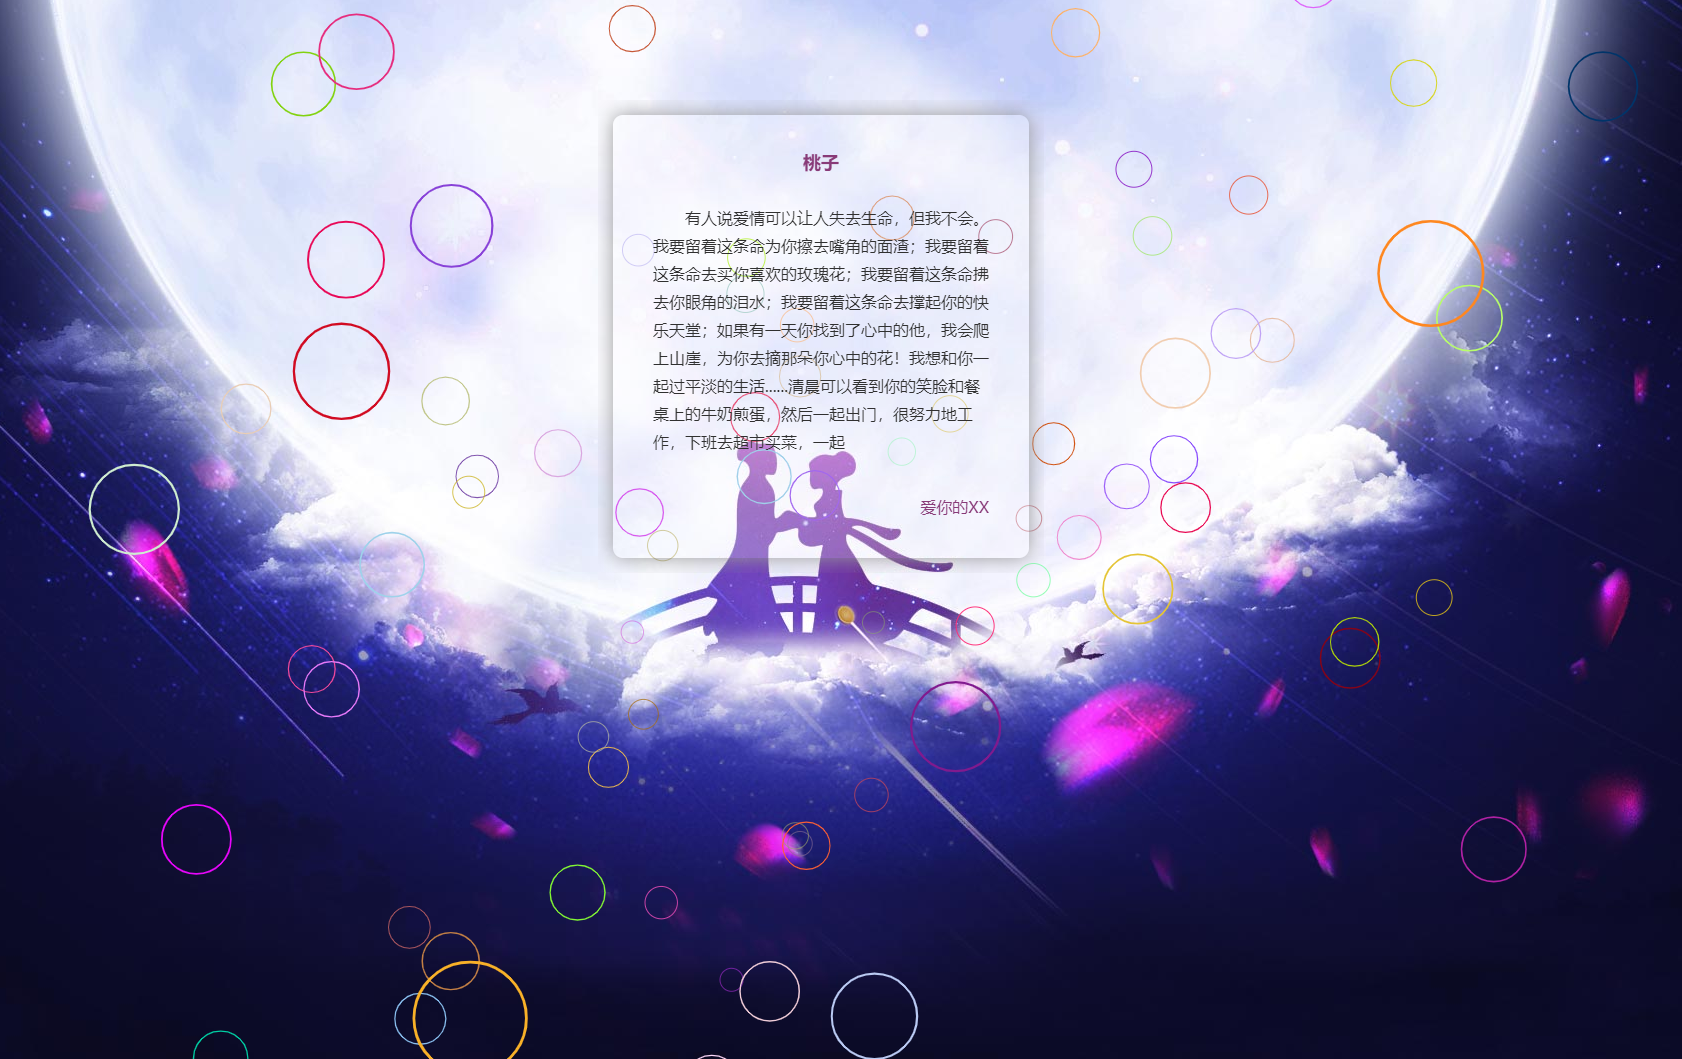 桃子
有人说爱情可以让人失去生命，但我不会。
我要留着这条命为你擦去嘴角的面渣；我要留着
这条命去买你喜欢的玫瑰花；我要留着这条命拂
去你眼角的泪水；我要留着这条命去撑起你的快
乐天堂；如果有一天你找到了心中的他，我会爬
上山崖，为你去摘那朵你心中的花！我想和你一
起过平淡的生活......清晨可以看到你的笑脸和餐
桌上的牛奶煎蛋，然后一起出门，很努力地工
作，下班去超市买菜，一起
爱你的XX